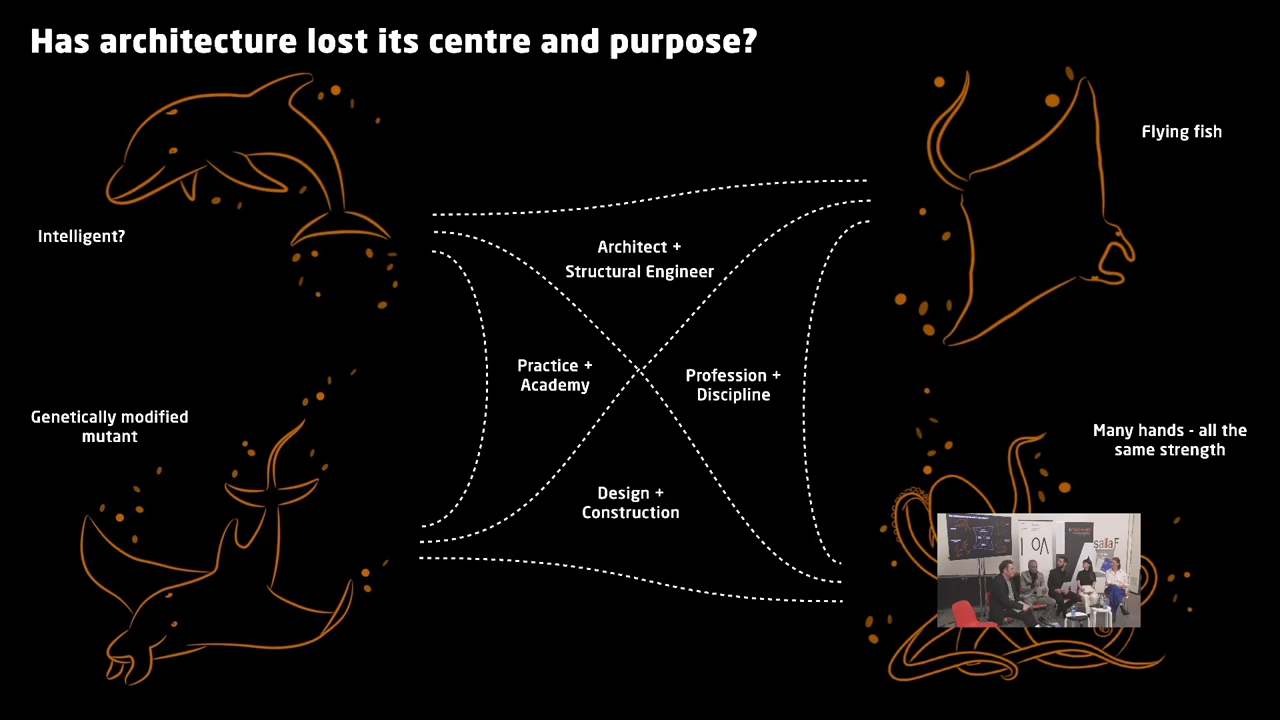 Has architecture lost its centre and purpose?
Flying fish
Intelligent?
Architect +
Structural Engineer
Practice +
Academy
Profession +
Discipline
Genetically modified
mutant
Many hands - all the
same strength
Design +
Construction
salaF